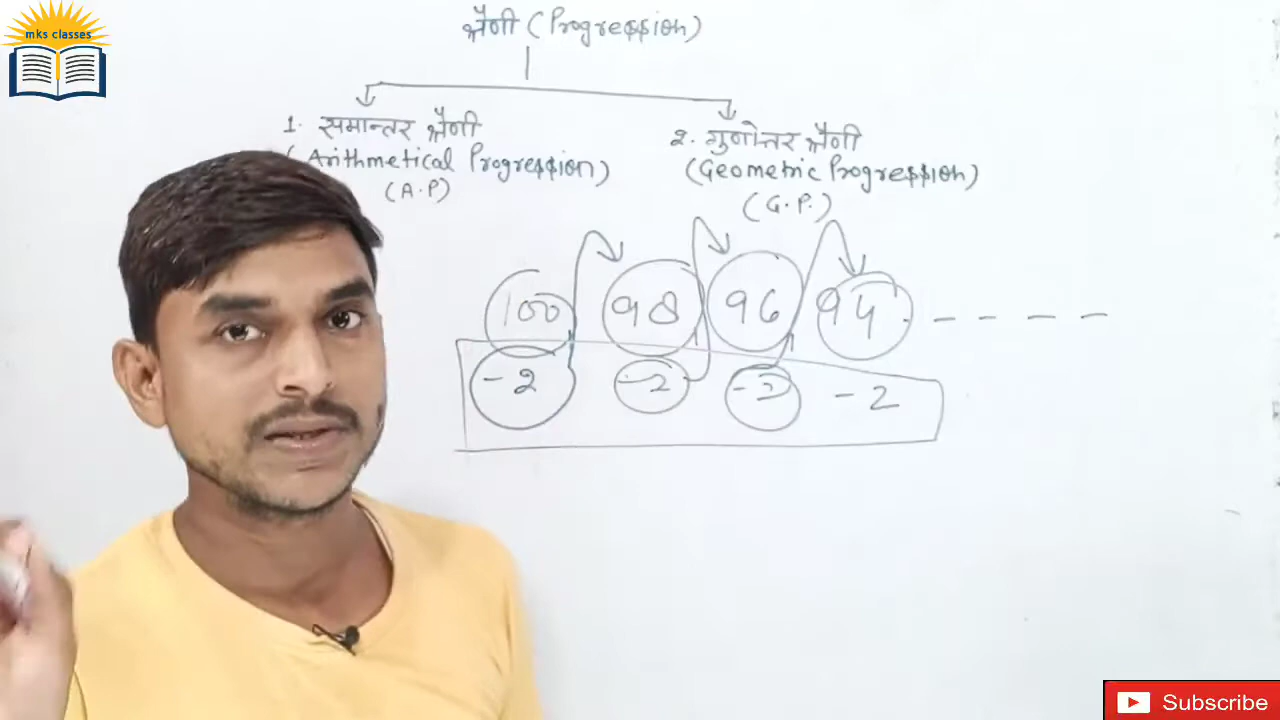 mks classes
श्रेणी (Progression)
1. समान्तर श्रेणी
(Arithmetical Progression)
(A.P)
2. गुणोत्तर श्रेणी
(Geometric Progression)
(G.P.)
100 98 96 94 – – – –
-2 -2 -2 -2
Subscribe